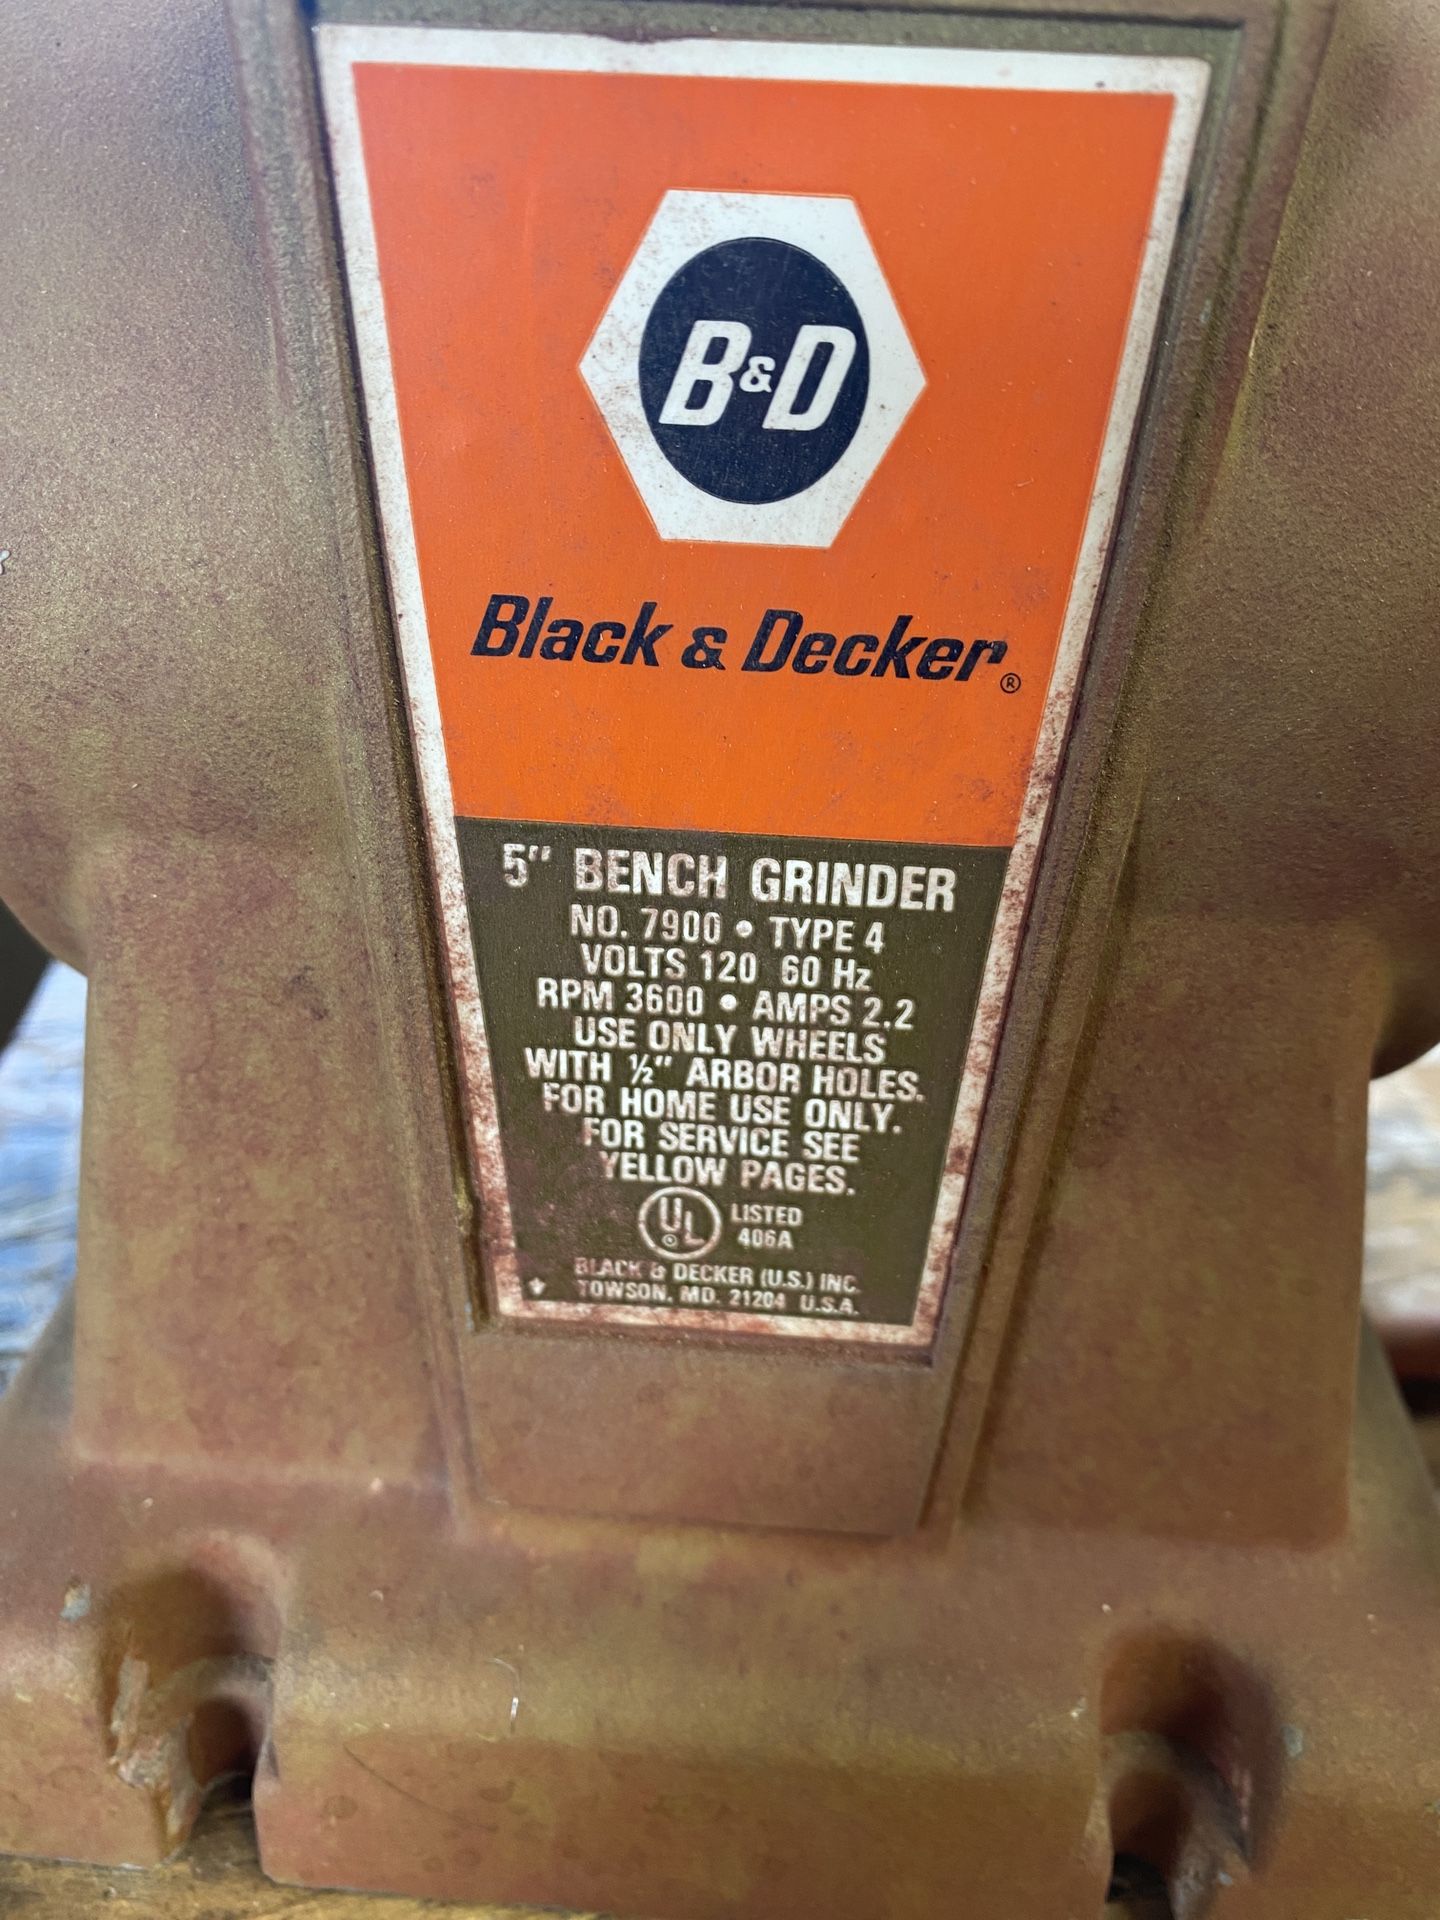 B&D
Black & Decker®
5" BENCH GRINDER
NO. 7900 • TYPE 4
VOLTS 120 60 Hz
RPM 3600 • AMPS 2.2
USE ONLY WHEELS
WITH ½" ARBOR HOLES.
FOR HOME USE ONLY.
FOR SERVICE SEE
YELLOW PAGES.
UL® LISTED
406A
BLACK & DECKER (U.S.) INC.
TOWSON, MD. 21204 U.S.A.